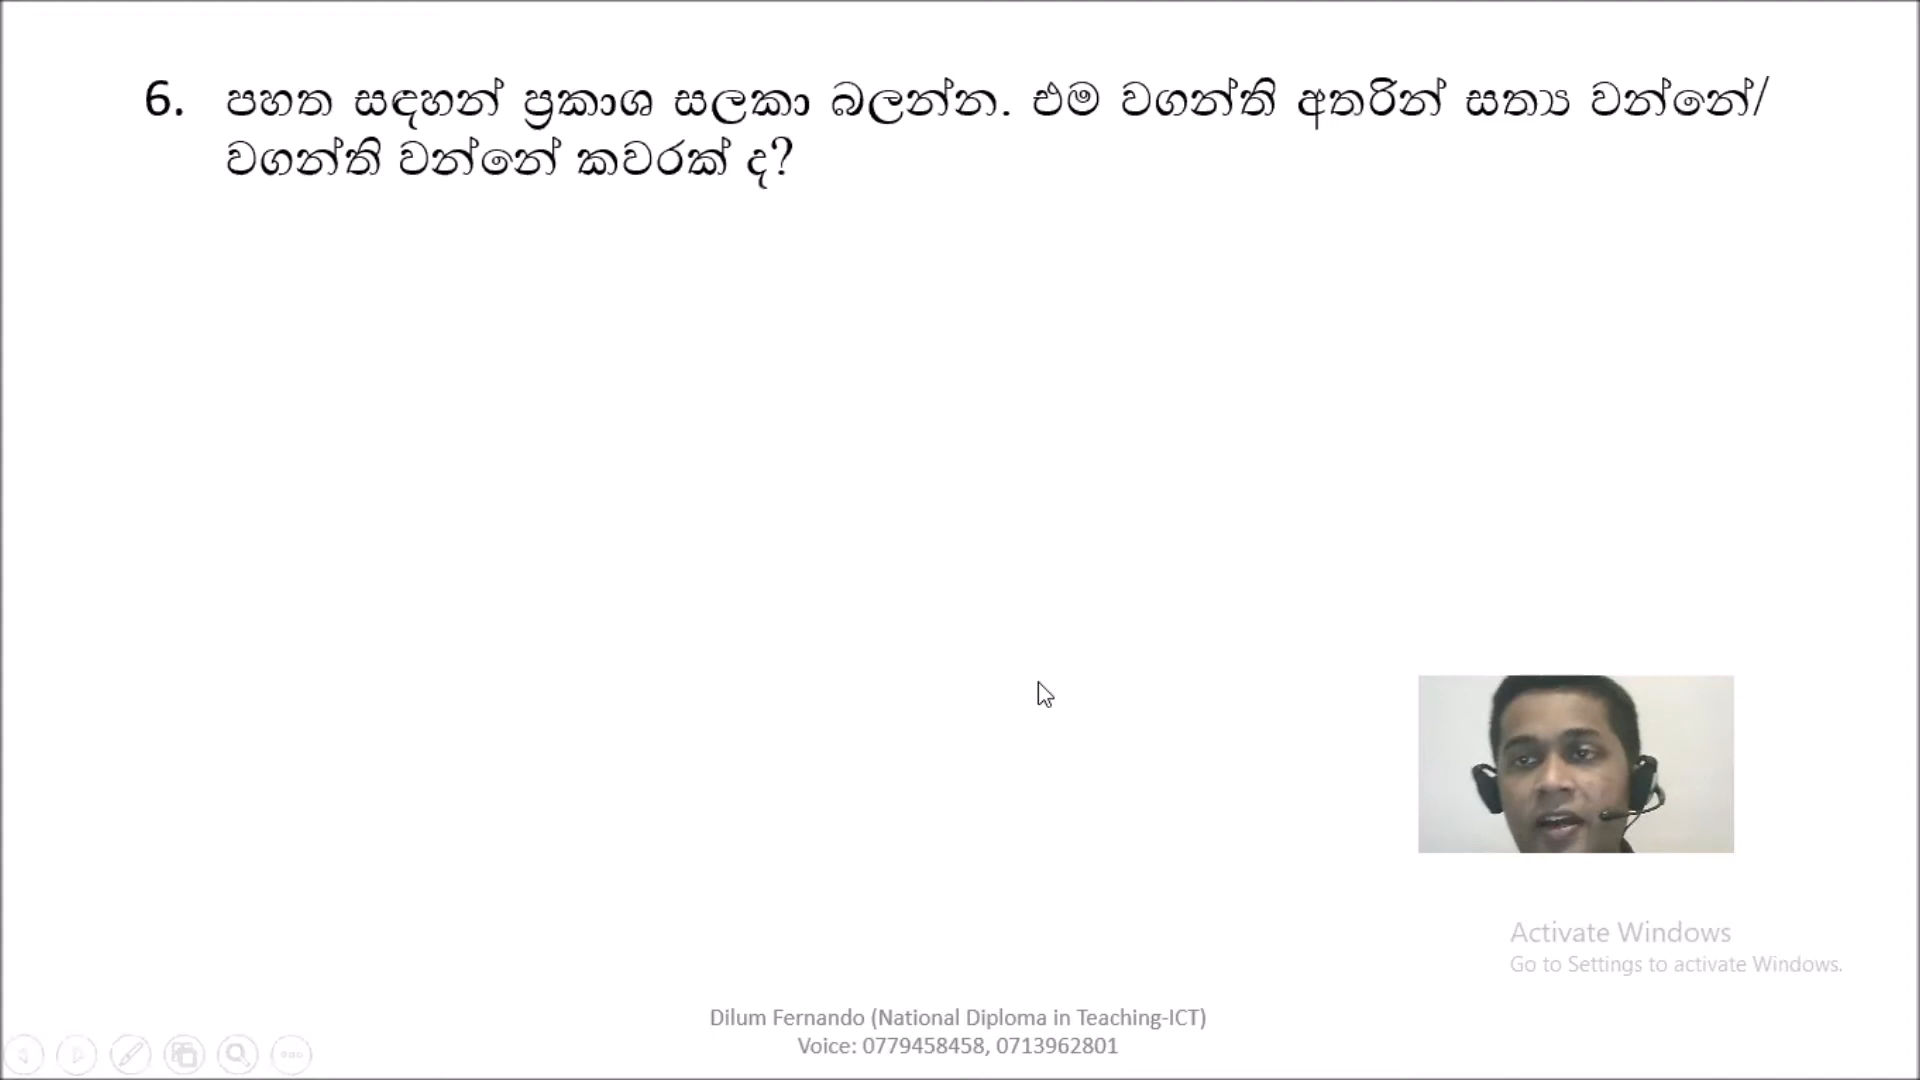 6. පහත සඳහන් ප්‍රකාශ සලකා බලන්න. එම වගන්ති අතරින් සත්‍ය වන්නේ/
වගන්ති වන්නේ කවරක් ද?
Activate Windows
Go to Settings to activate Windows.
Dilum Fernando (National Diploma in Teaching-ICT)
Voice: 0779458458, 0713962801